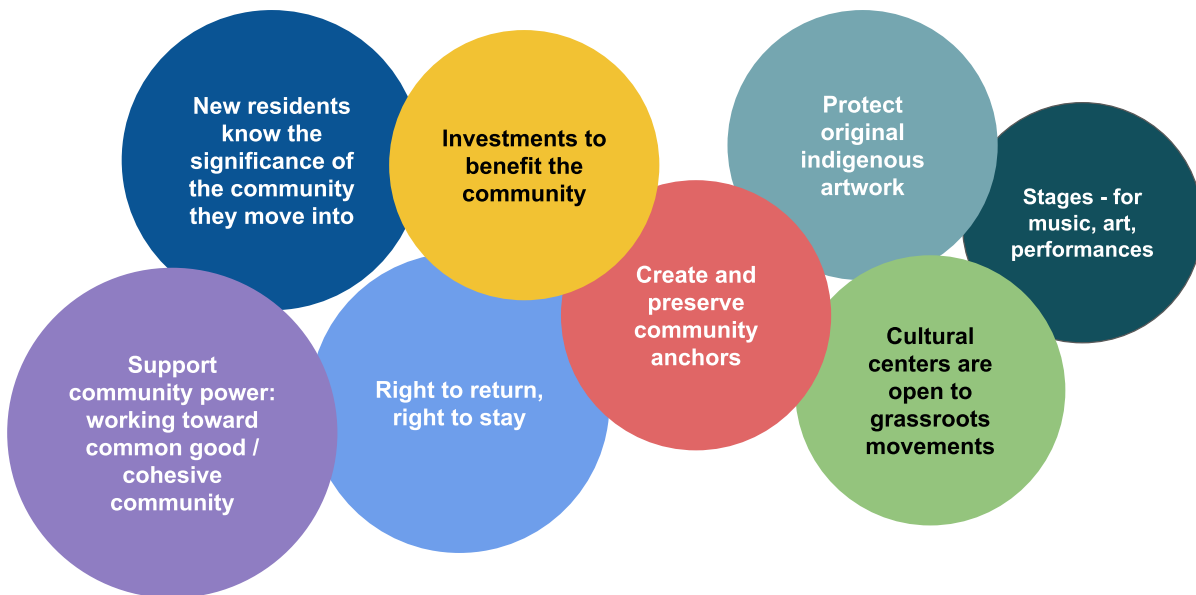 New residents
know the
significance of
the community
they move into
Investments to
benefit the
community
Protect
original
indigenous
artwork
Stages - for
music, art,
performances
Support
community power:
working toward
common good /
cohesive
community
Right to return,
right to stay
Create and
preserve
community
anchors
Cultural
centers are
open to
grassroots
movements